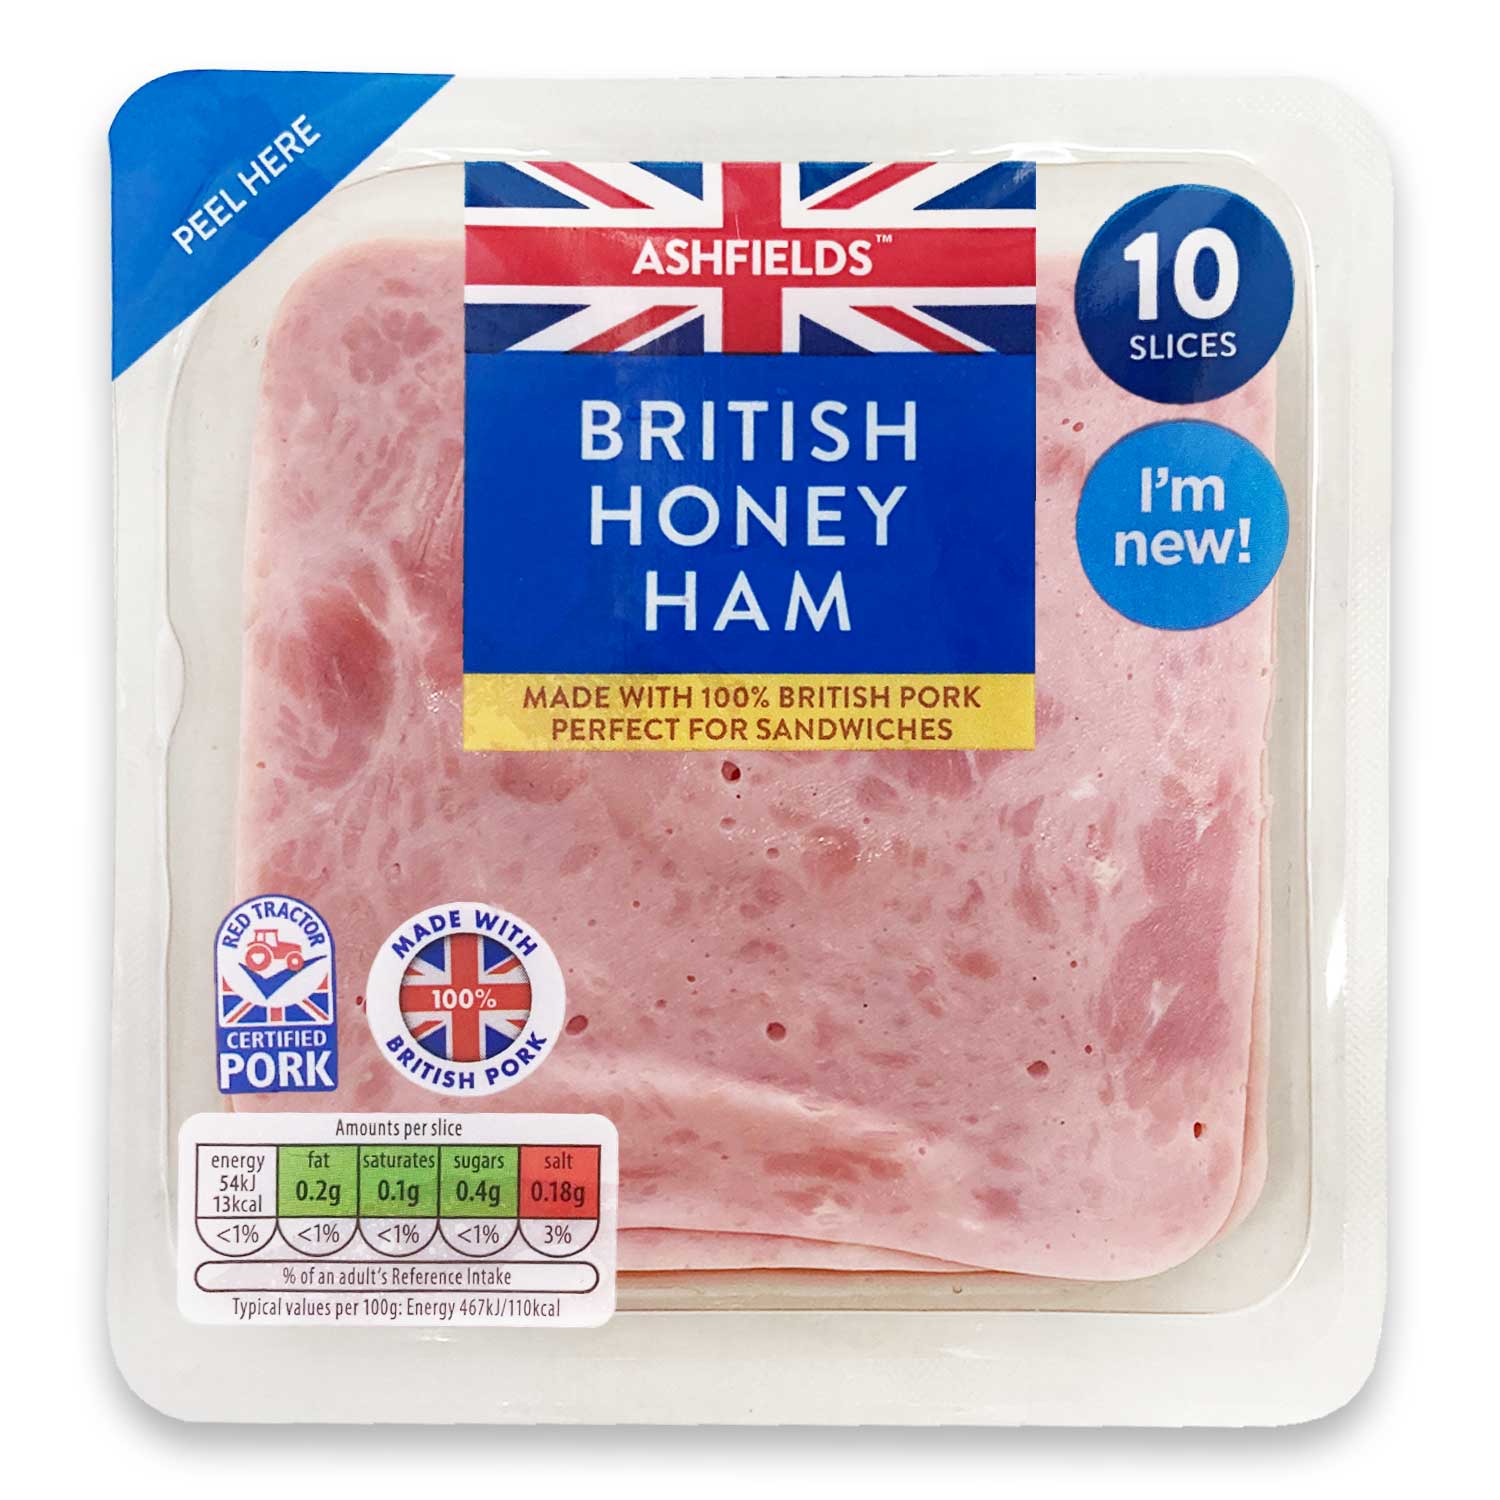 PEEL HERE
ASHFIELDS™
10
SLICES
BRITISH
HONEY
HAM
I'm
new!
MADE WITH 100% BRITISH PORK
PERFECT FOR SANDWICHES
RED TRACTOR
CERTIFIED
PORK
MADE WITH
100%
BRITISH PORK
Amounts per slice
energy fat saturates sugars salt
54kJ
13kcal 0.2g 0.1g 0.4g 0.18g
<1% <1% <1% <1% 3%
% of an adult's Reference Intake
Typical values per 100g: Energy 467kJ/110kcal